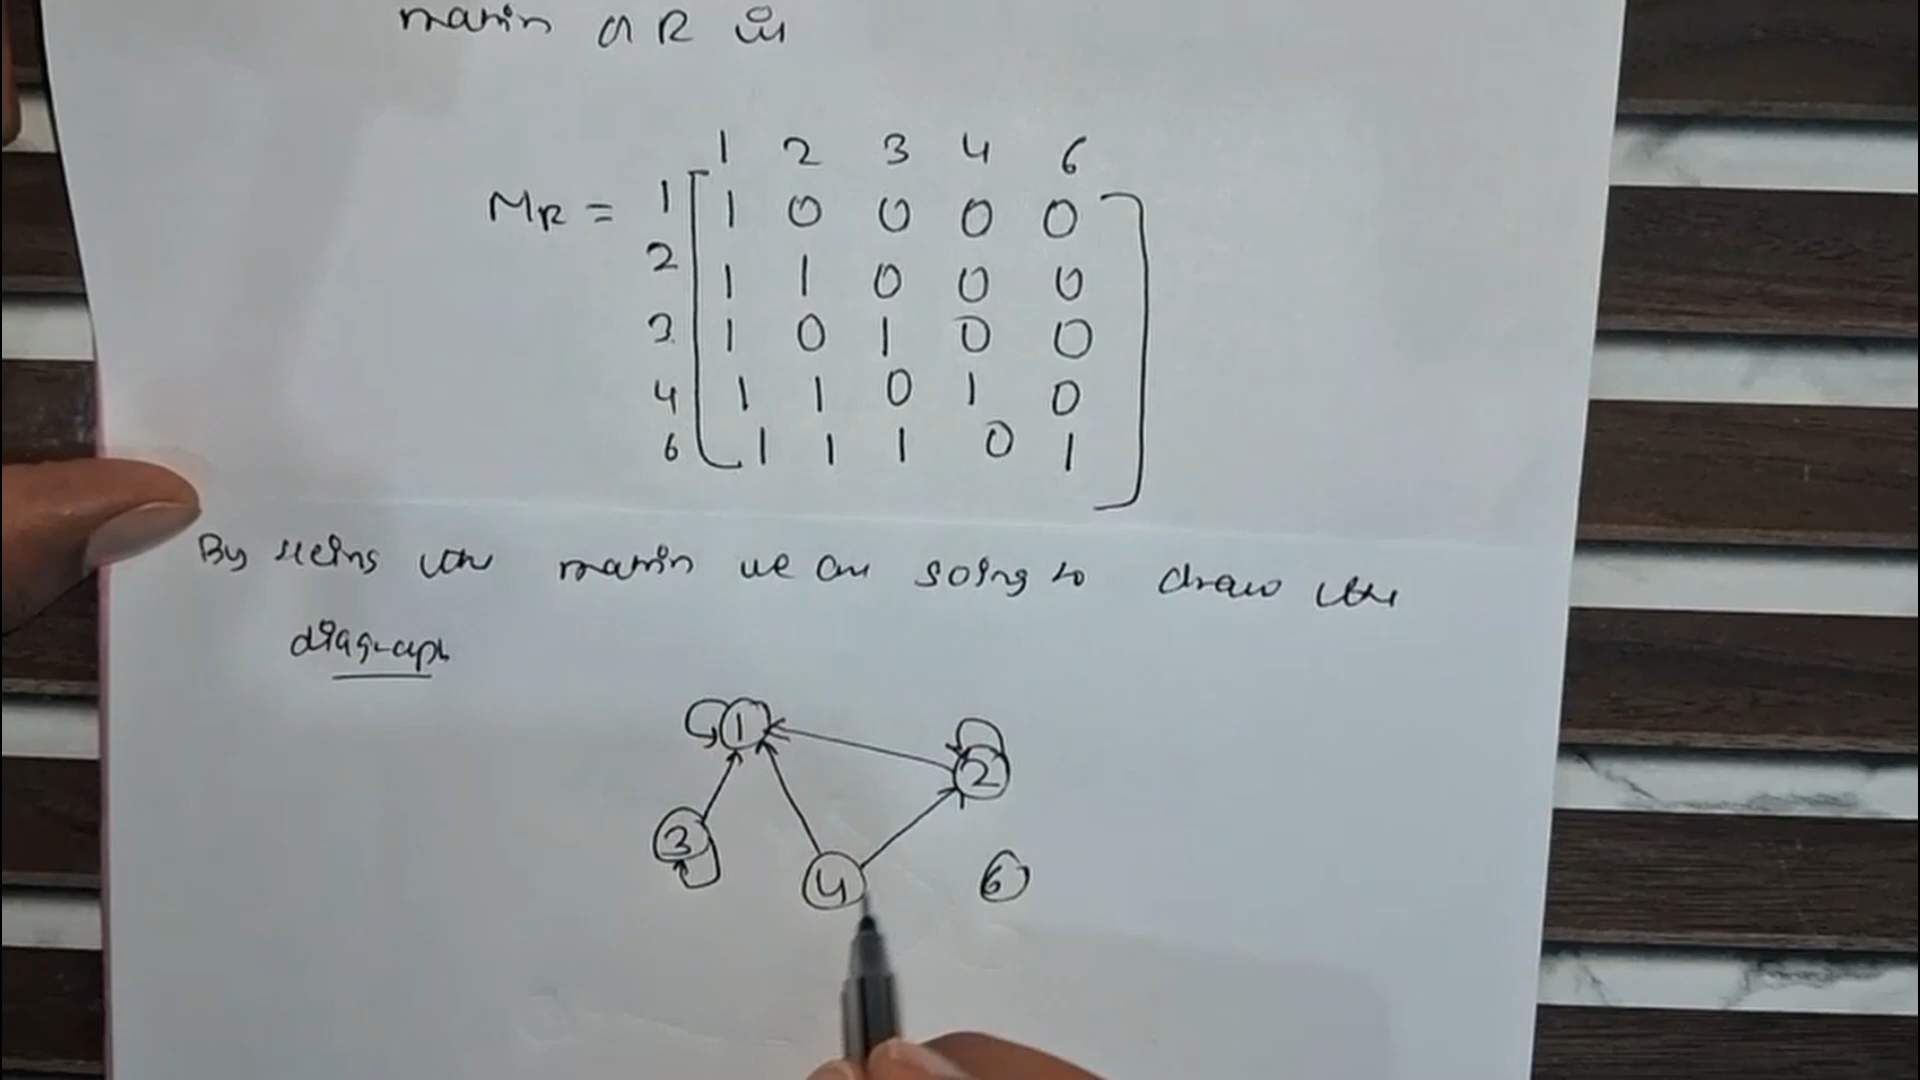 matrix of R is
1 2 3 4 6
MR = 1 [ 1 0 0 0 0 ]
2 1 1 0 0 0
3 1 0 1 0 0
4 1 1 0 1 0
6 1 1 1 0 1
By using the matrix we are going to draw the
diagraph
1
2
3
4
6